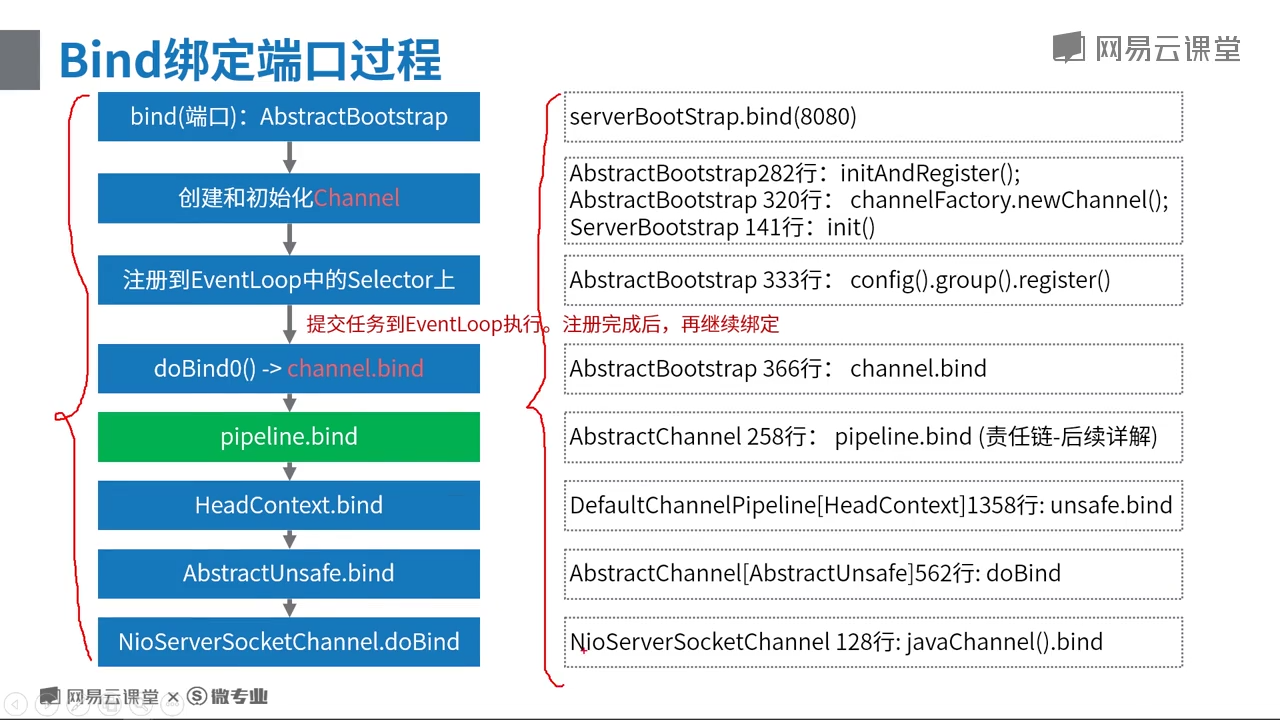 Bind绑定端口过程
网易云课堂
bind(端口)：AbstractBootstrap
serverBootStrap.bind(8080)
创建和初始化Channel
AbstractBootstrap282行：initAndRegister();
AbstractBootstrap 320行： channelFactory.newChannel();
ServerBootstrap 141行：init()
注册到EventLoop中的Selector上
AbstractBootstrap 333行： config().group().register()
提交任务到EventLoop执行。注册完成后，再继续绑定
doBind0() -> channel.bind
AbstractBootstrap 366行： channel.bind
pipeline.bind
AbstractChannel 258行： pipeline.bind (责任链-后续详解)
HeadContext.bind
DefaultChannelPipeline[HeadContext]1358行: unsafe.bind
AbstractUnsafe.bind
AbstractChannel[AbstractUnsafe]562行: doBind
NioServerSocketChannel.doBind
NioServerSocketChannel 128行: javaChannel().bind
网易云课堂 × S 微专业